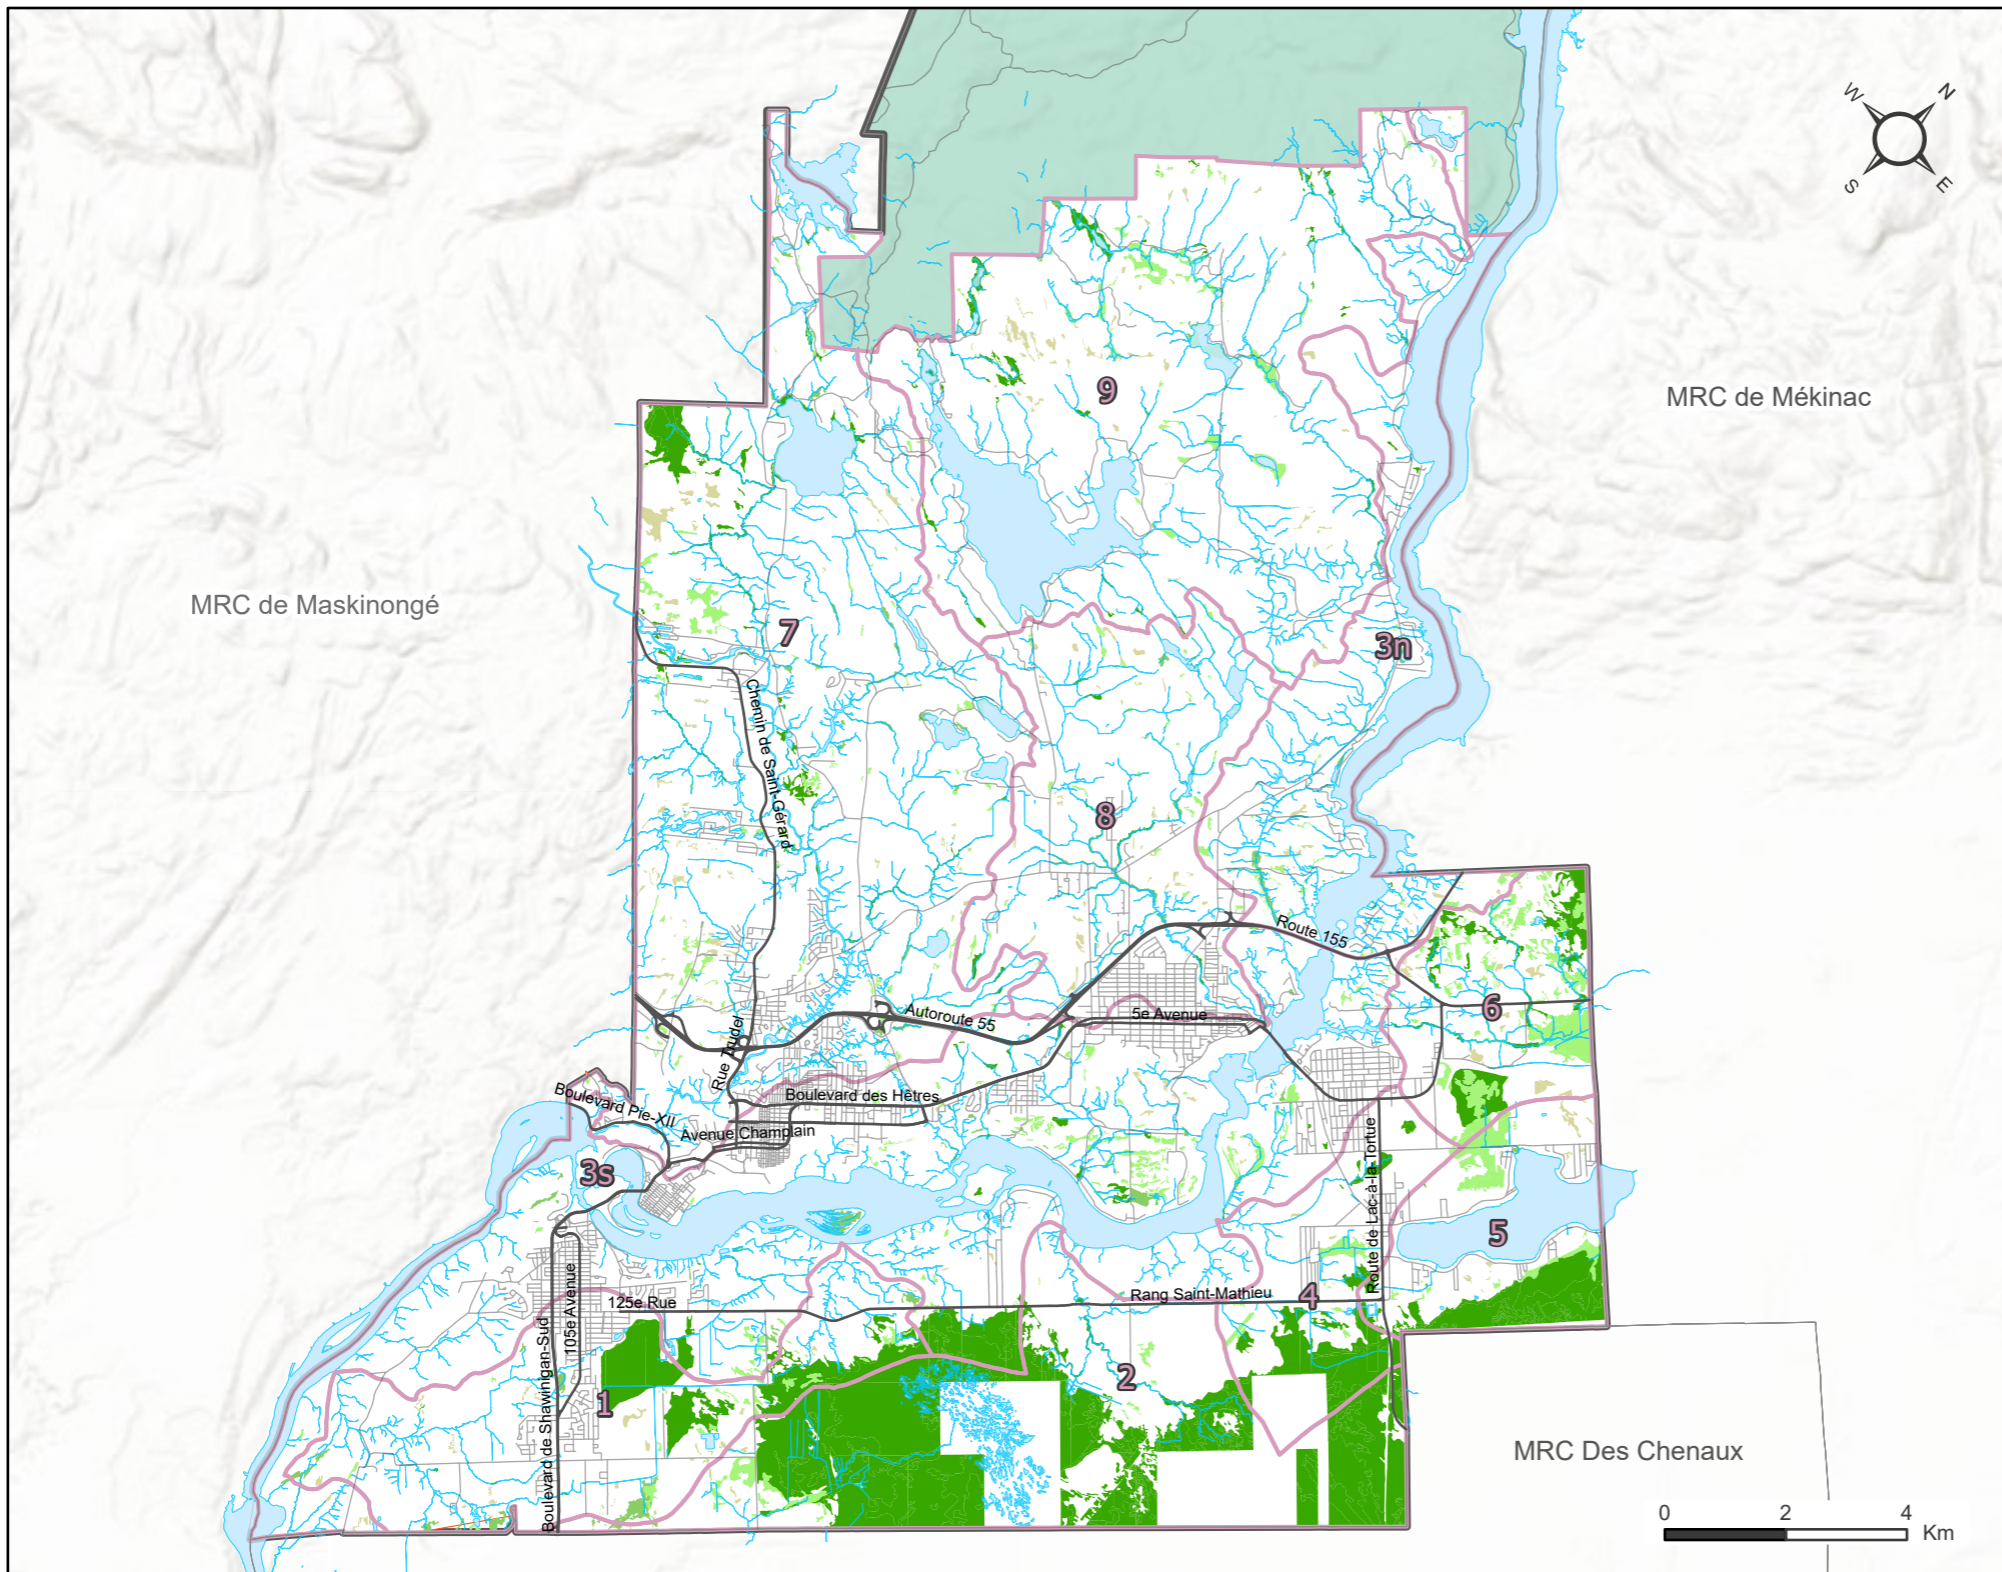 W
N
S
E
9
MRC de Mékinac
MRC de Maskinongé
7
3n
Chemin de Saint-Gérard
8
Route 155
6
Autoroute 55
5e Avenue
Rue Trudel
Boulevard Pie-XII
Boulevard des Hêtres
Avenue Champlain
3s
Route de Lac-à-la-Tortue
5
105e Avenue
125e Rue
Rang Saint-Mathieu
4
Boulevard de Shawinigan-Sud
2
1
MRC Des Chenaux
0 2 4
Km